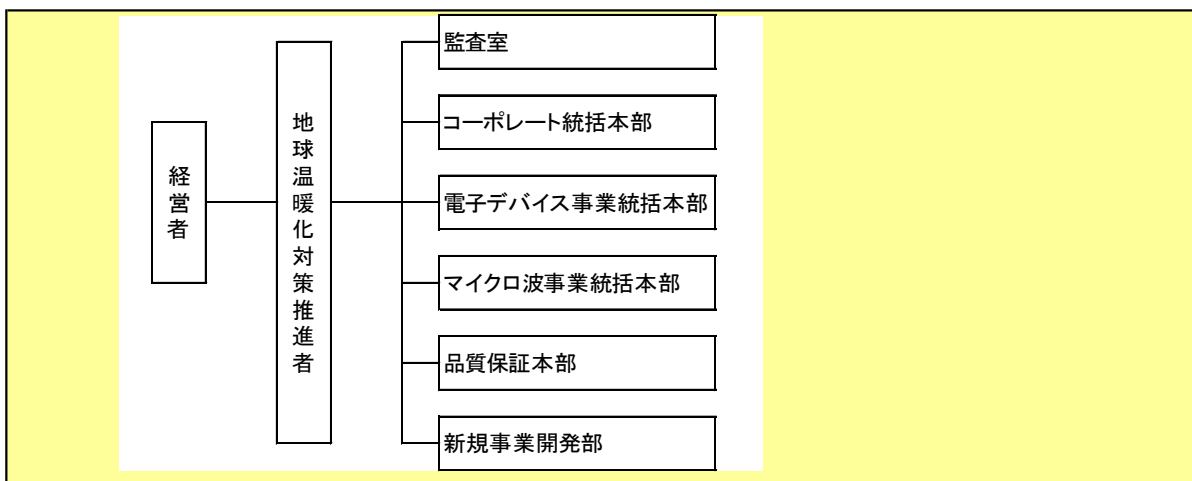 経営者
地球温暖化対策推進者
監査室
コーポレート統括本部
電子デバイス事業統括本部
マイクロ波事業統括本部
品質保証本部
新規事業開発部